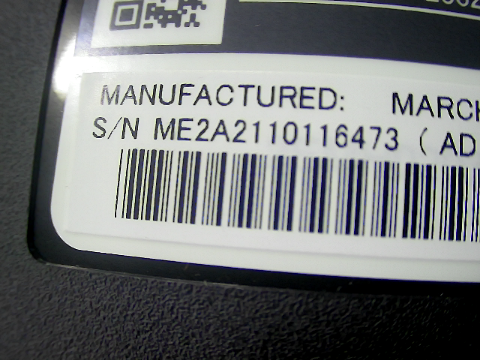 MANUFACTURED: MARCH
S/N ME2A2110116473 ( AD